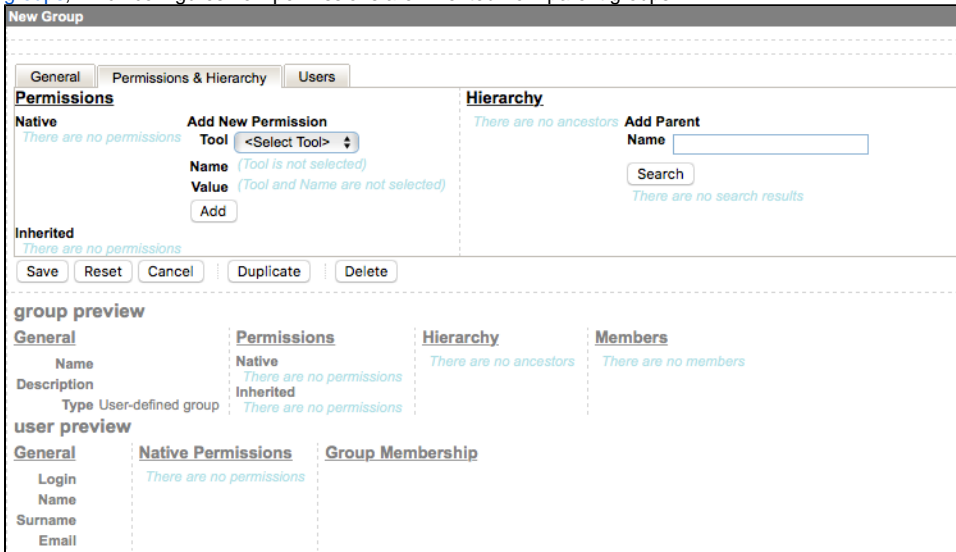 New Group
General Permissions & Hierarchy Users
Permissions
Native
There are no permissions
Add New Permission
Tool <Select Tool>
Name (Tool is not selected)
Value (Tool and Name are not selected)
Add
Inherited
There are no permissions
Hierarchy
There are no ancestors
Add Parent
Name
Search
There are no search results
Save Reset Cancel Duplicate Delete
group preview
General
Name
Description
Type User-defined group
Permissions
Native
There are no permissions
Inherited
There are no permissions
Hierarchy
There are no ancestors
Members
There are no members
user preview
General
Login
Name
Surname
Email
Native Permissions
There are no permissions
Group Membership